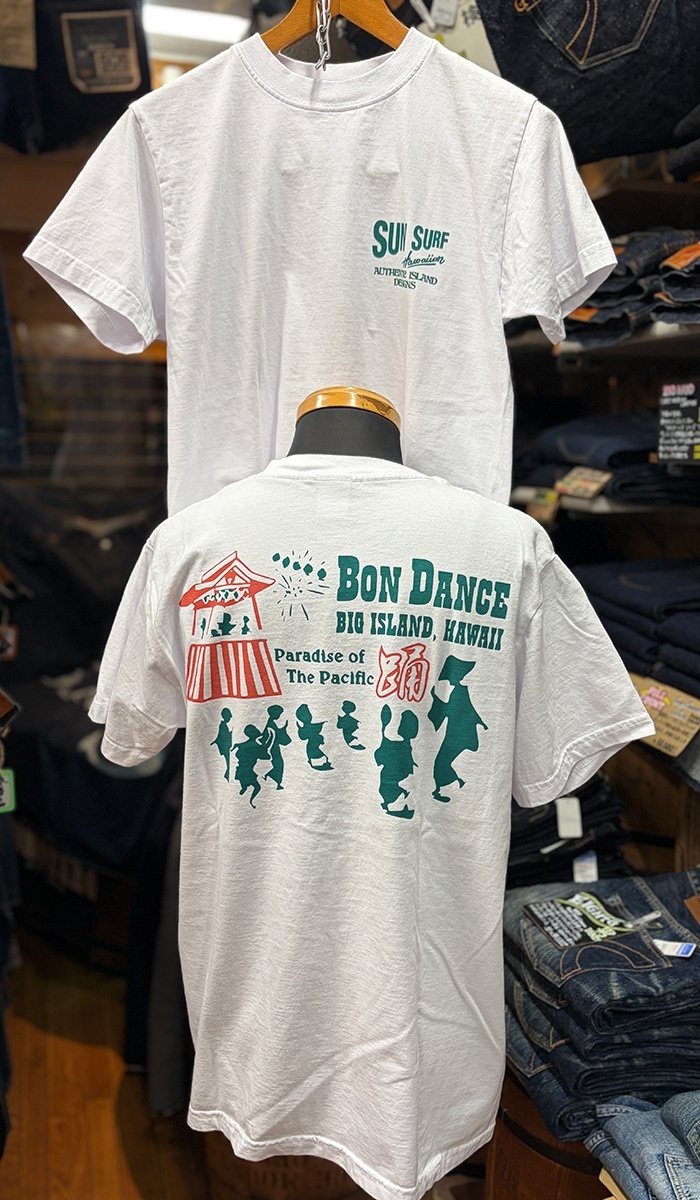 SUN SURF
Hawaiian
AUTHENTIC ISLAND
DESIGNS
BON DANCE
BIG ISLAND, HAWAII
Paradise of
The Pacific
踊